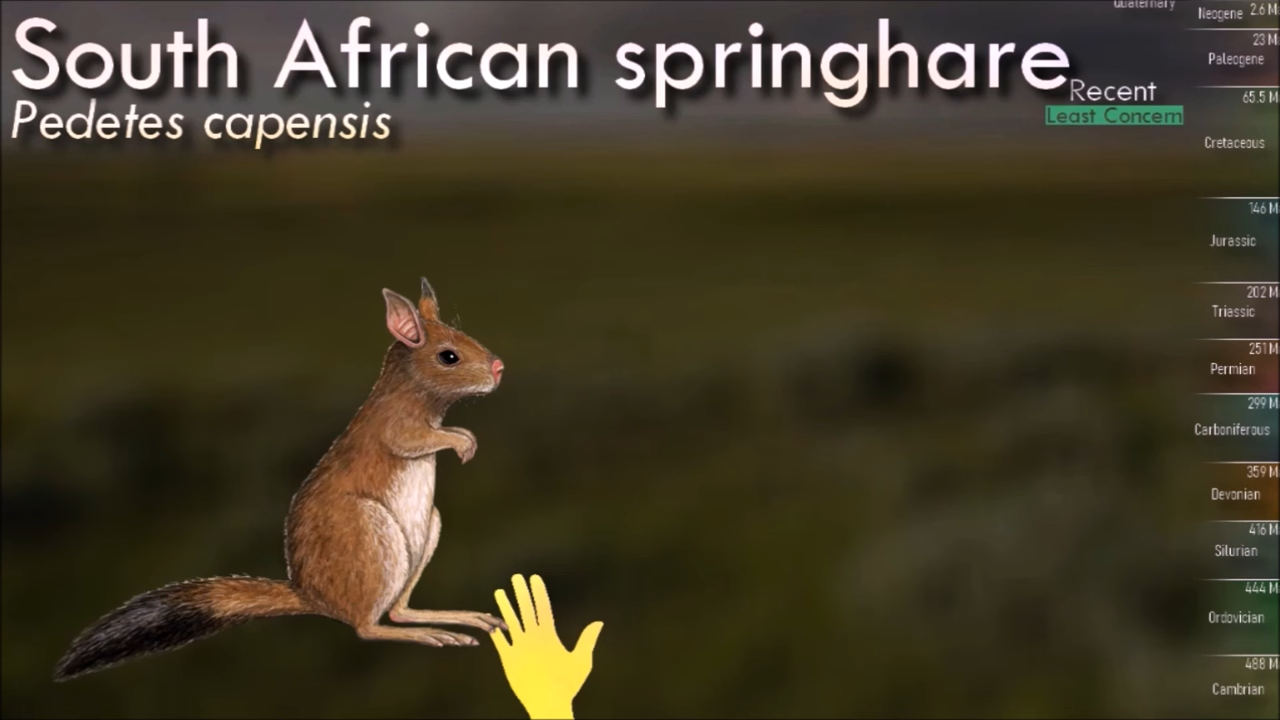 South African springhare
Pedetes capensis
Recent
Least Concern
Quaternary
2.6 M
Neogene
23 M
Paleogene
65.5 M
Cretaceous
146 M
Jurassic
202 M
Triassic
251 M
Permian
299 M
Carboniferous
359 M
Devonian
416 M
Silurian
444 M
Ordovician
488 M
Cambrian